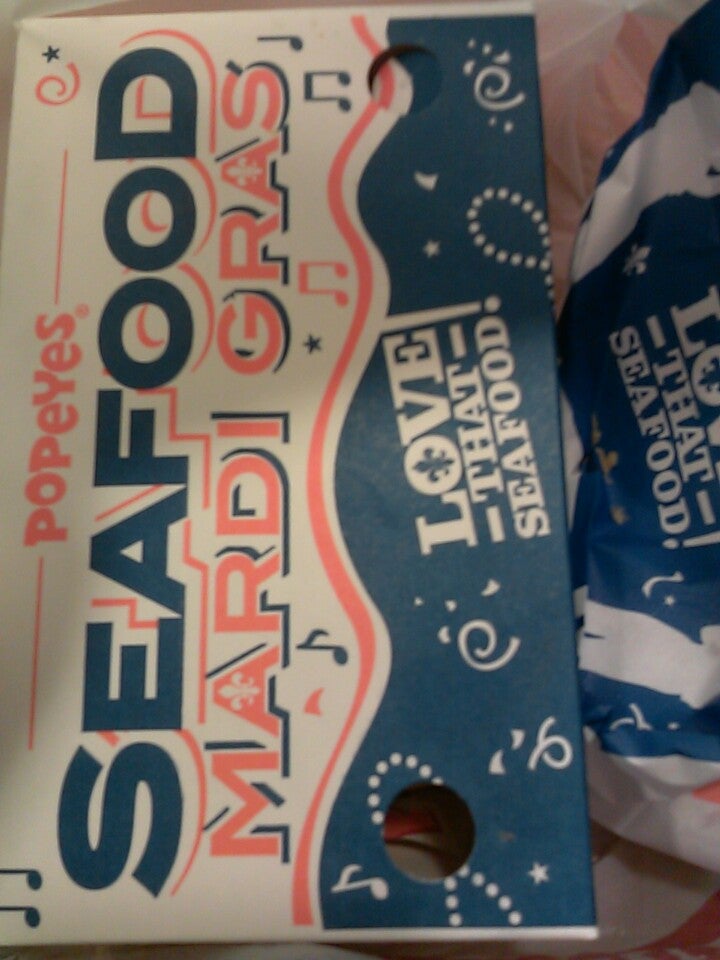 POPEYES®
SEAFOOD
MARDI GRAS
LOVE
THAT
SEAFOOD!
LOVE
THAT
SEAFOOD!